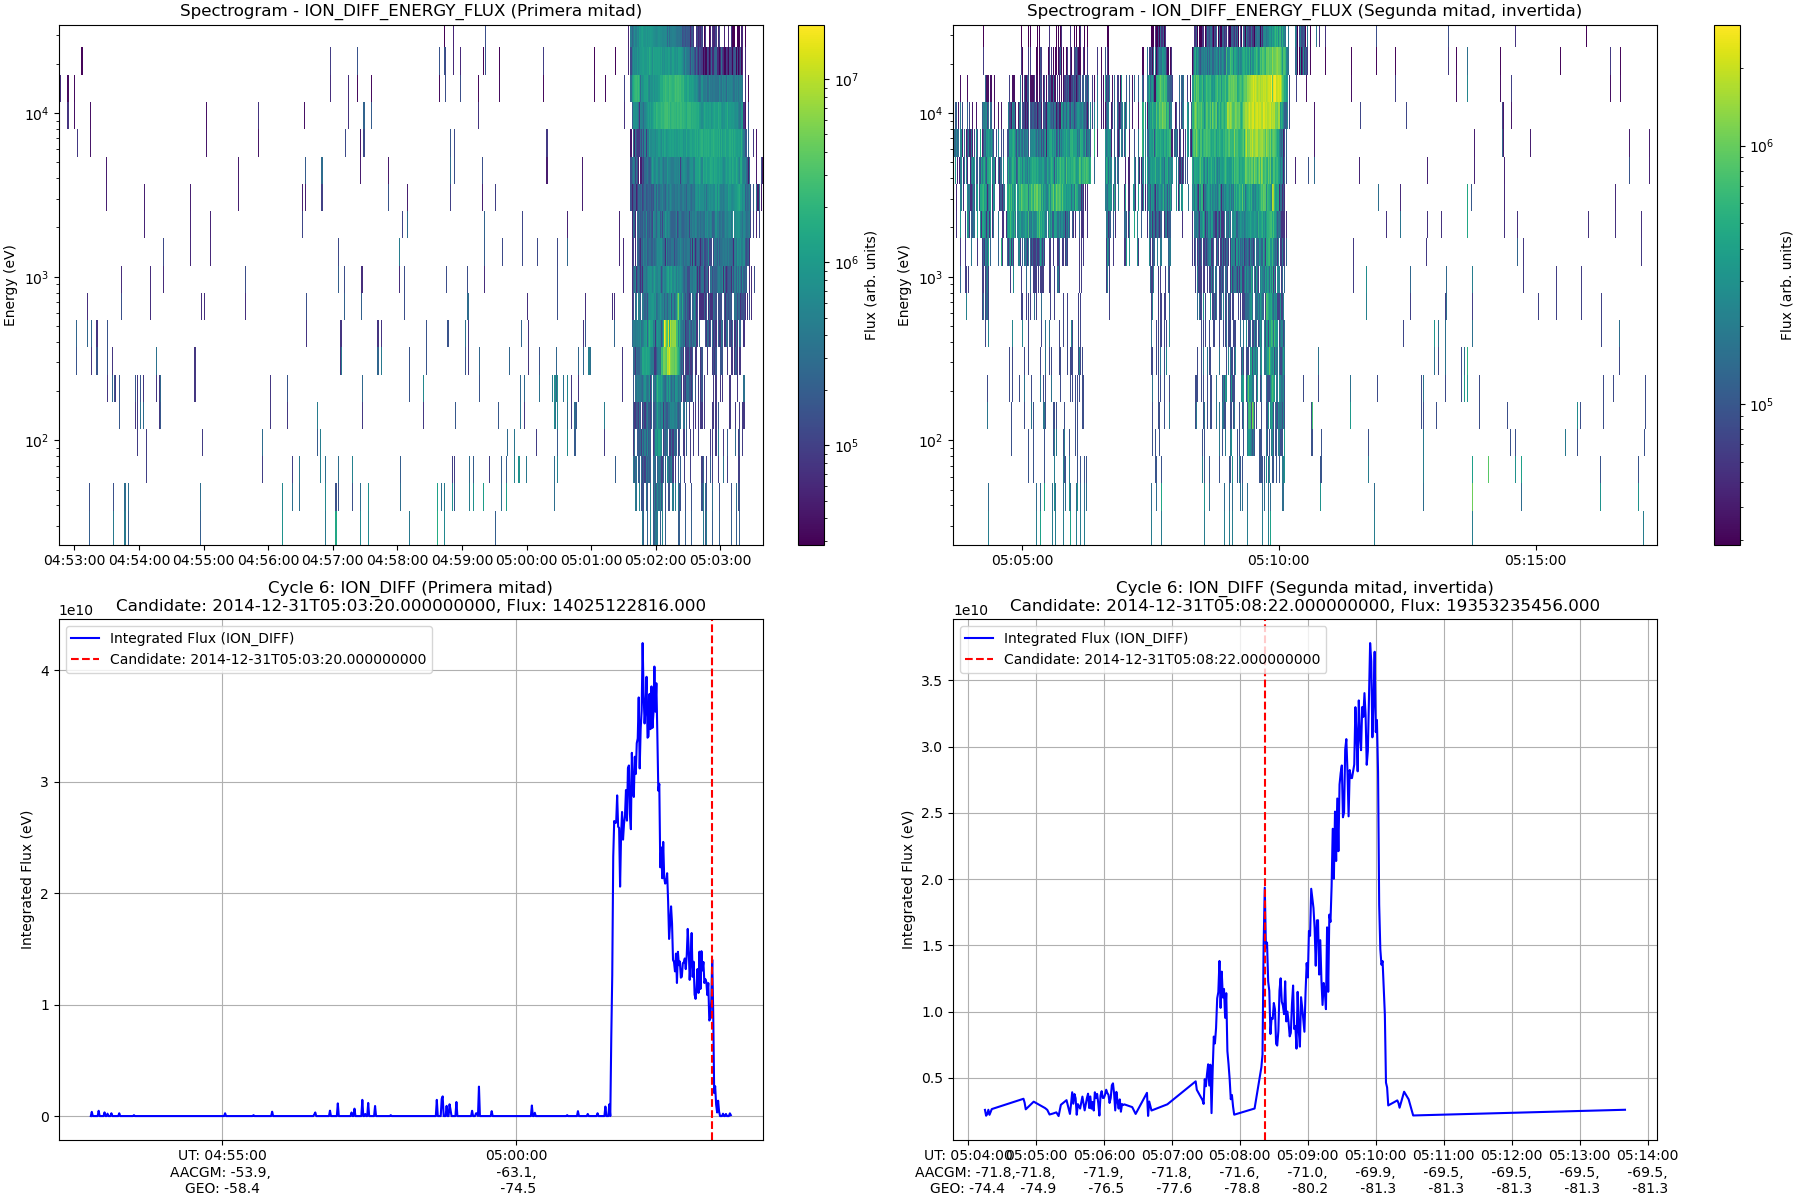 Spectrogram - ION_DIFF_ENERGY_FLUX (Primera mitad)
Energy (eV)
10^4
10^3
10^2
04:53:00 04:54:00 04:55:00 04:56:00 04:57:00 04:58:00 04:59:00 05:00:00 05:01:00 05:02:00 05:03:00
10^7
10^6
10^5
Flux (arb. units)
Spectrogram - ION_DIFF_ENERGY_FLUX (Segunda mitad, invertida)
Energy (eV)
10^4
10^3
10^2
05:05:00 05:10:00 05:15:00
10^6
10^5
Flux (arb. units)
Cycle 6: ION_DIFF (Primera mitad)
Candidate: 2014-12-31T05:03:20.000000000, Flux: 14025122816.000
1e10
Integrated Flux (ION_DIFF)
Candidate: 2014-12-31T05:03:20.000000000
Integrated Flux (eV)
4
3
2
1
0
UT: 04:55:00 05:00:00
AACGM: -53.9, -63.1,
GEO: -58.4 -74.5
Cycle 6: ION_DIFF (Segunda mitad, invertida)
Candidate: 2014-12-31T05:08:22.000000000, Flux: 19353235456.000
1e10
Integrated Flux (ION_DIFF)
Candidate: 2014-12-31T05:08:22.000000000
Integrated Flux (eV)
3.5
3.0
2.5
2.0
1.5
1.0
0.5
UT: 05:04:00 05:05:00 05:06:00 05:07:00 05:08:00 05:09:00 05:10:00 05:11:00 05:12:00 05:13:00 05:14:00
AACGM: -71.8, -71.8, -71.9, -71.8, -71.6, -71.0, -69.9, -69.5, -69.5, -69.5, -69.5,
GEO: -74.4 -74.9 -76.5 -77.6 -78.8 -80.2 -81.3 -81.3 -81.3 -81.3 -81.3